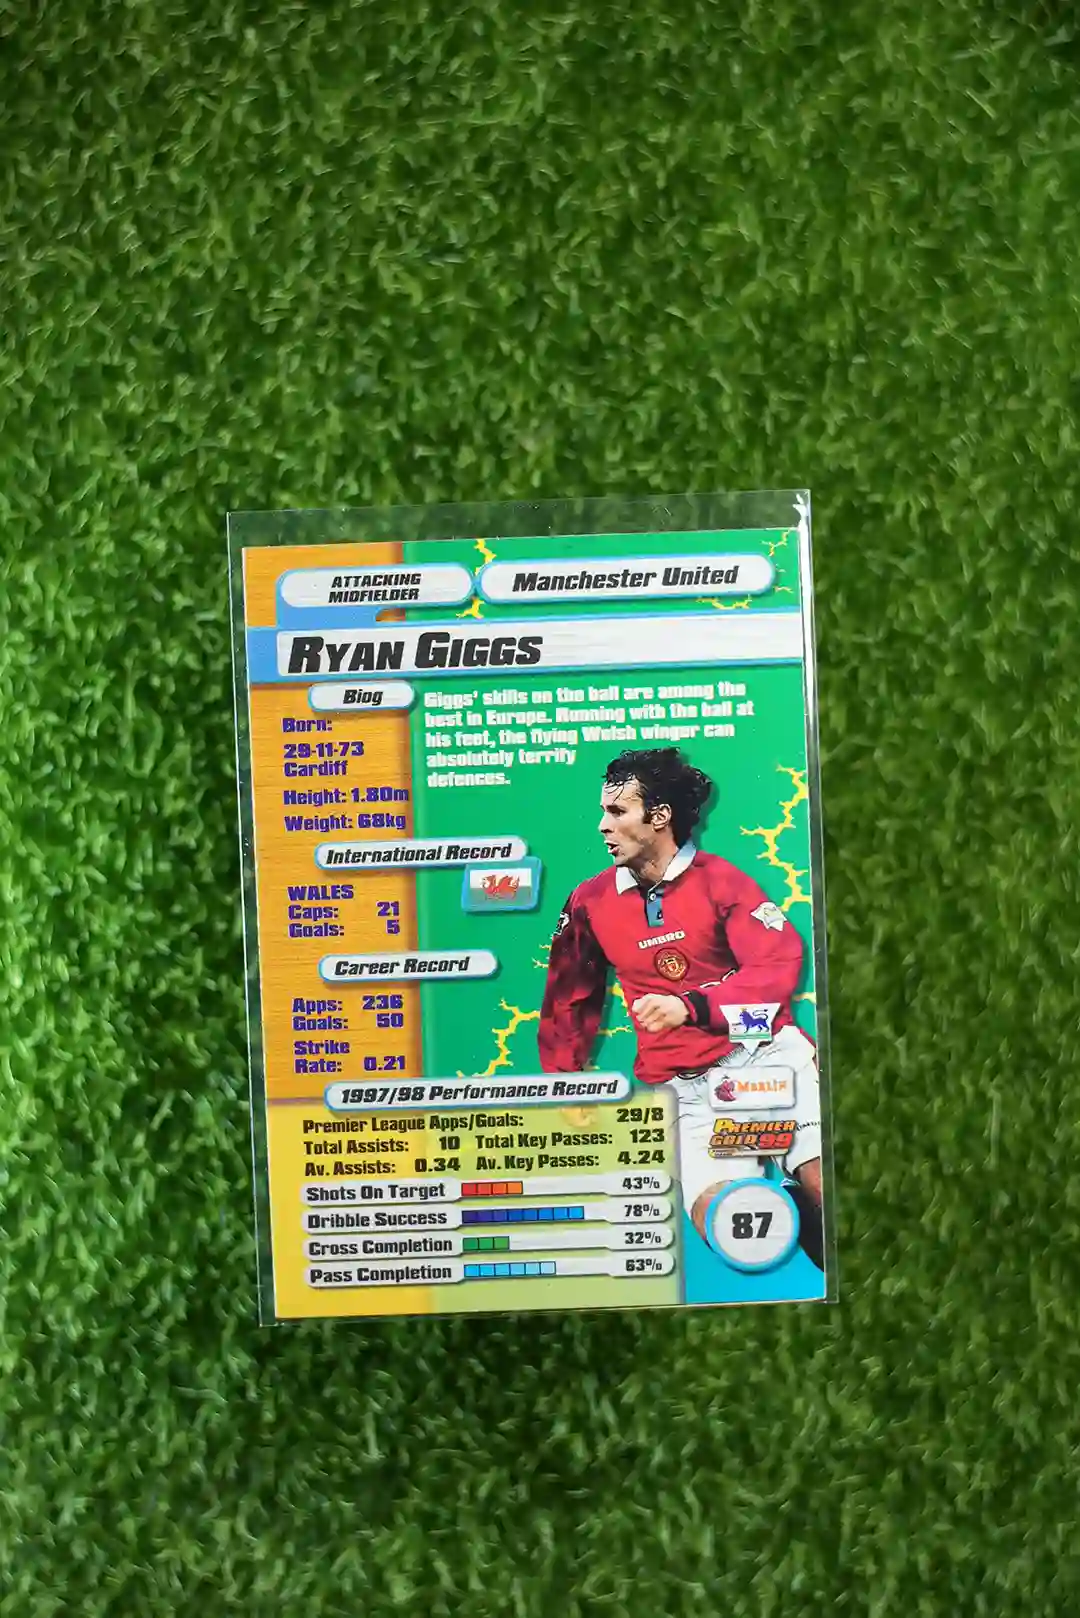 ATTACKING
MIDFIELDER
Manchester United
RYAN GIGGS
Biog
Born:
29-11-73
Cardiff
Height: 1.80m
Weight: 68kg
Giggs' skills on the ball are among the
best in Europe. Running with the ball at
his feet, the flying Welsh winger can
absolutely terrify
defences.
International Record
WALES
Caps: 21
Goals: 5
Career Record
Apps: 236
Goals: 50
Strike
Rate: 0.21
UMBRO
MERLIN
PREMIER
GOLD 99
1997/98 Performance Record
Premier League Apps/Goals: 29/8
Total Assists: 10 Total Key Passes: 123
Av. Assists: 0.34 Av. Key Passes: 4.24
Shots On Target 43%
Dribble Success 78%
Cross Completion 32%
Pass Completion 63%
87